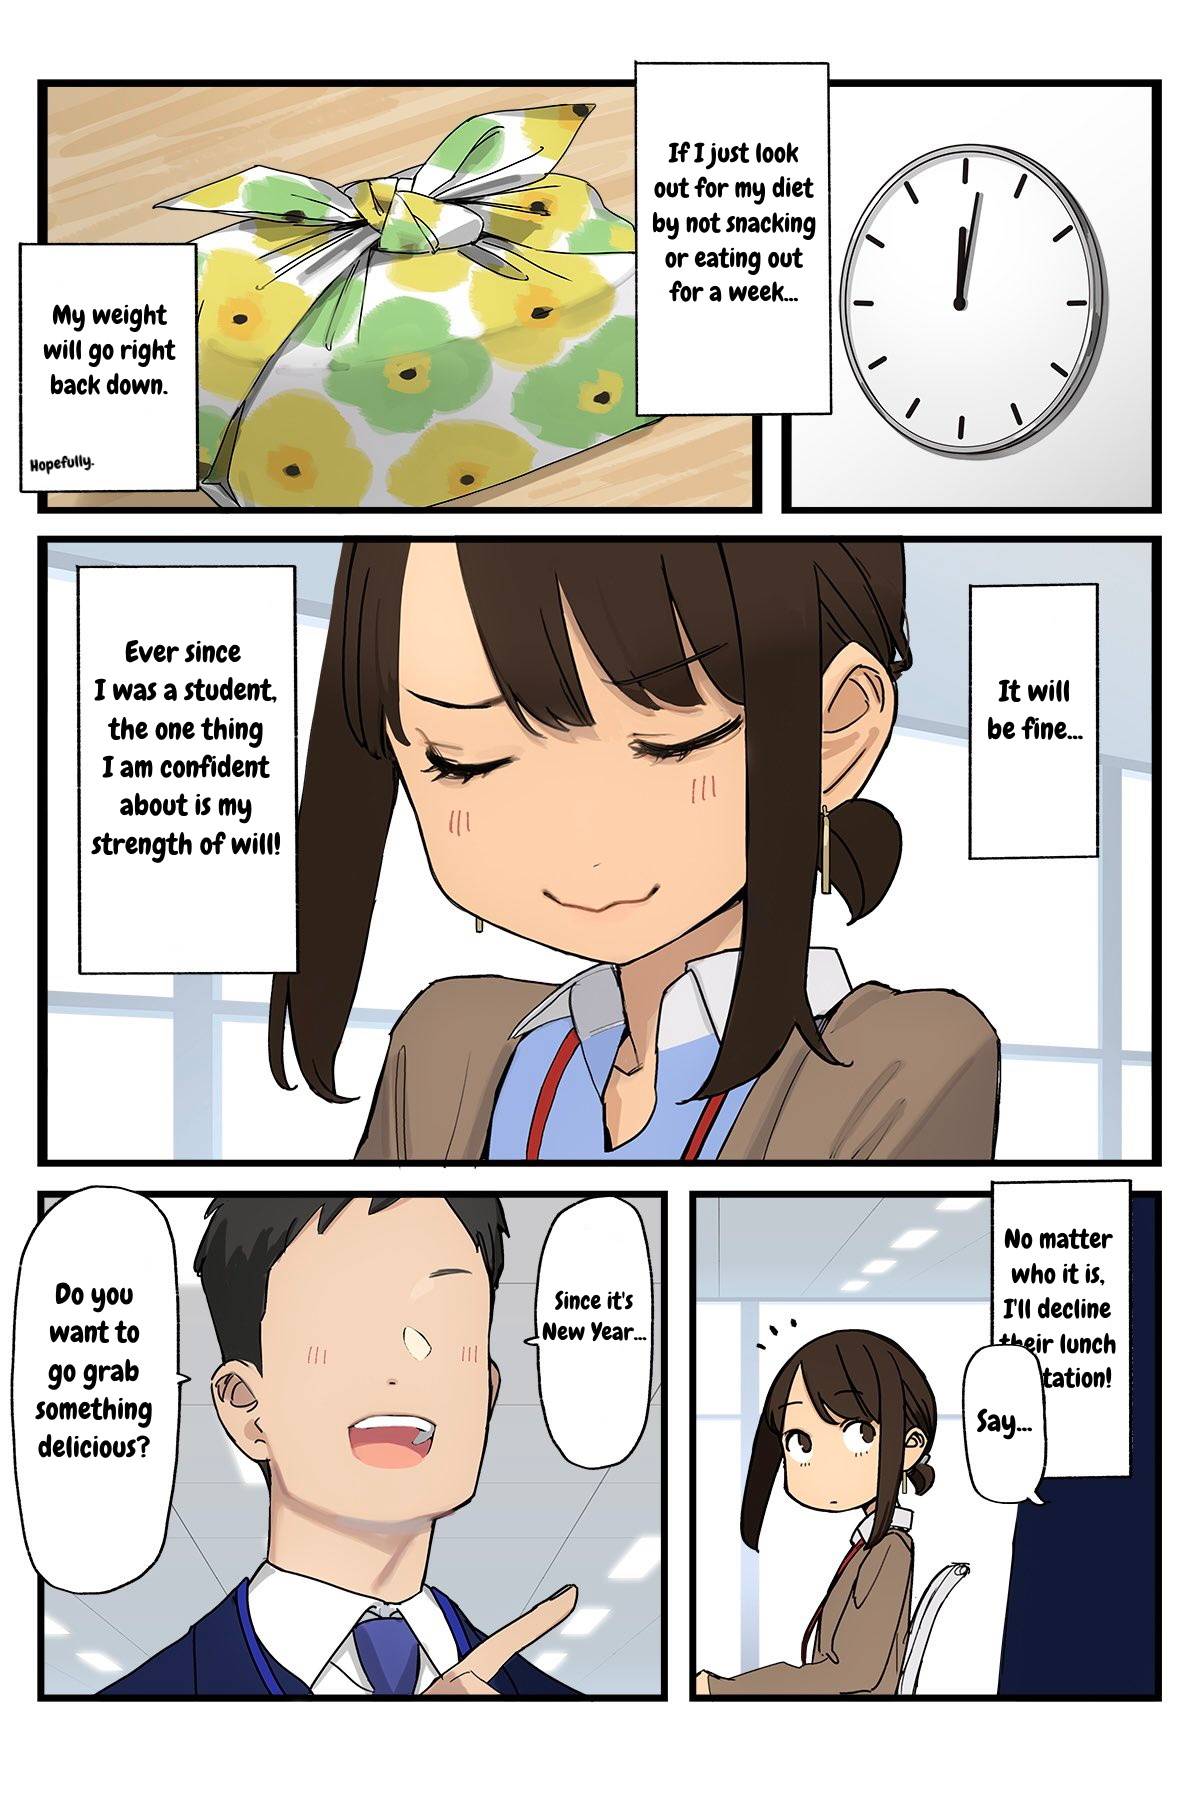 If I just look
out for my diet
by not snacking
or eating out
for a week...
My weight
will go right
back down.
Hopefully.
It will
be fine...
Ever since
I was a student,
the one thing
I am confident
about is my
strength of will!
No matter
who it is,
I'll decline
their lunch
tation!
Say...
Since it's
New Year...
Do you
want to
go grab
something
delicious?